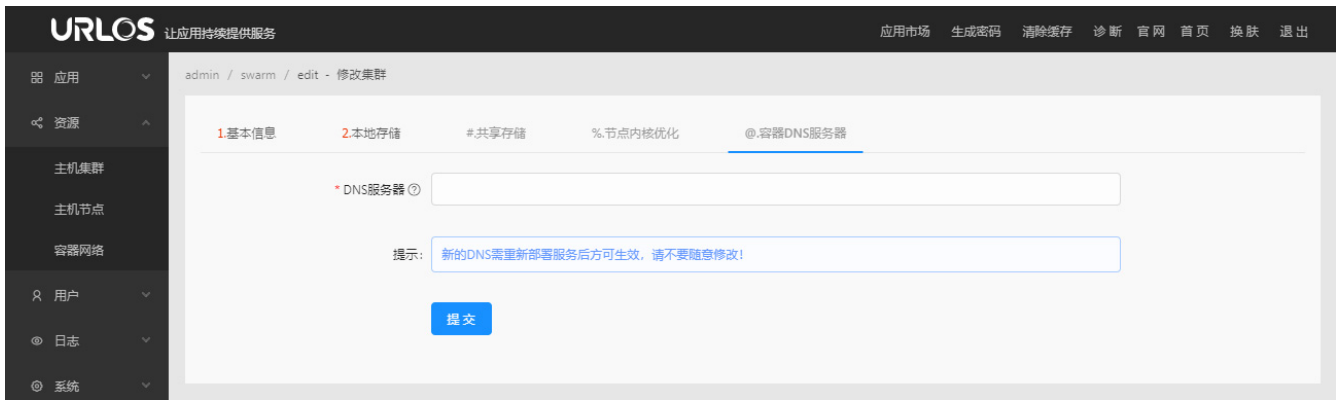 URLOS 让应用持续提供服务 应用市场 生成密码 清除缓存 诊断 官网 首页 换肤 退出
应用
admin / swarm / edit - 修改集群
资源
1.基本信息 2.本地存储 #.共享存储 %.节点内核优化 @.容器DNS服务器
主机集群
* DNS服务器
主机节点
容器网络
提示: 新的DNS需重新部署服务后方可生效，请不要随意修改!
用户
提交
日志
系统